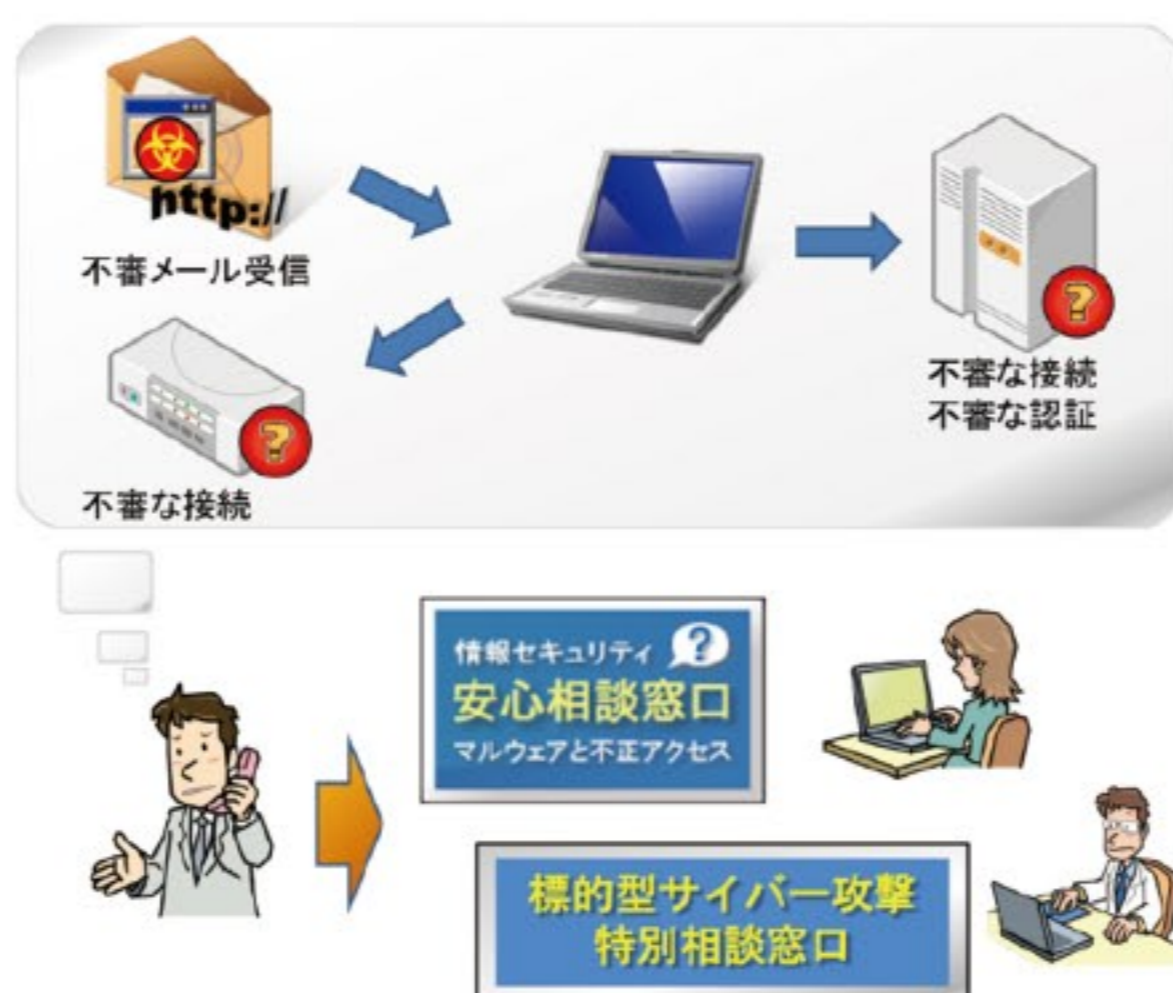 http://
不審メール受信
不審な接続
不審な認証
不審な接続
情報セキュリティ
安心相談窓口
マルウェアと不正アクセス
標的型サイバー攻撃
特別相談窓口